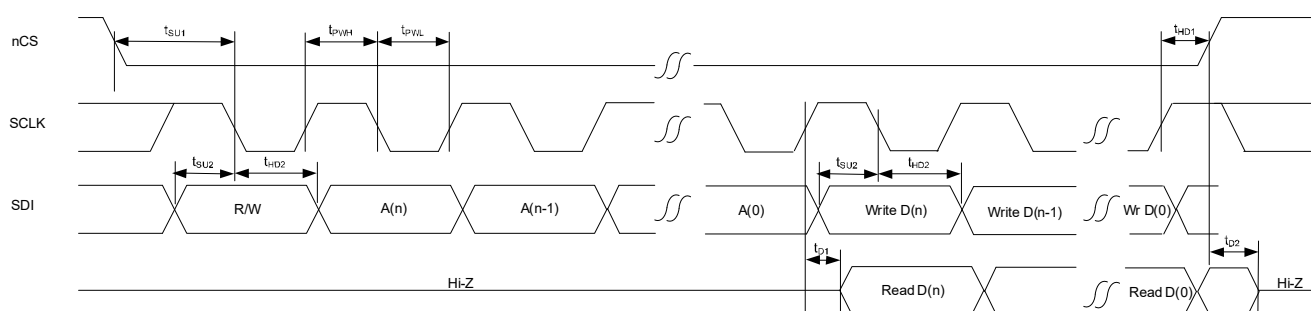 nCS
tSU1
tPWH
tPWL
tHD1
SCLK
tSU2
tHD2
tSU2
tHD2
SDI
R/W
A(n)
A(n-1)
A(0)
Write D(n)
Write D(n-1)
Wr D(0)
tD1
tD2
Hi-Z
Read D(n)
Read D(0)
Hi-Z